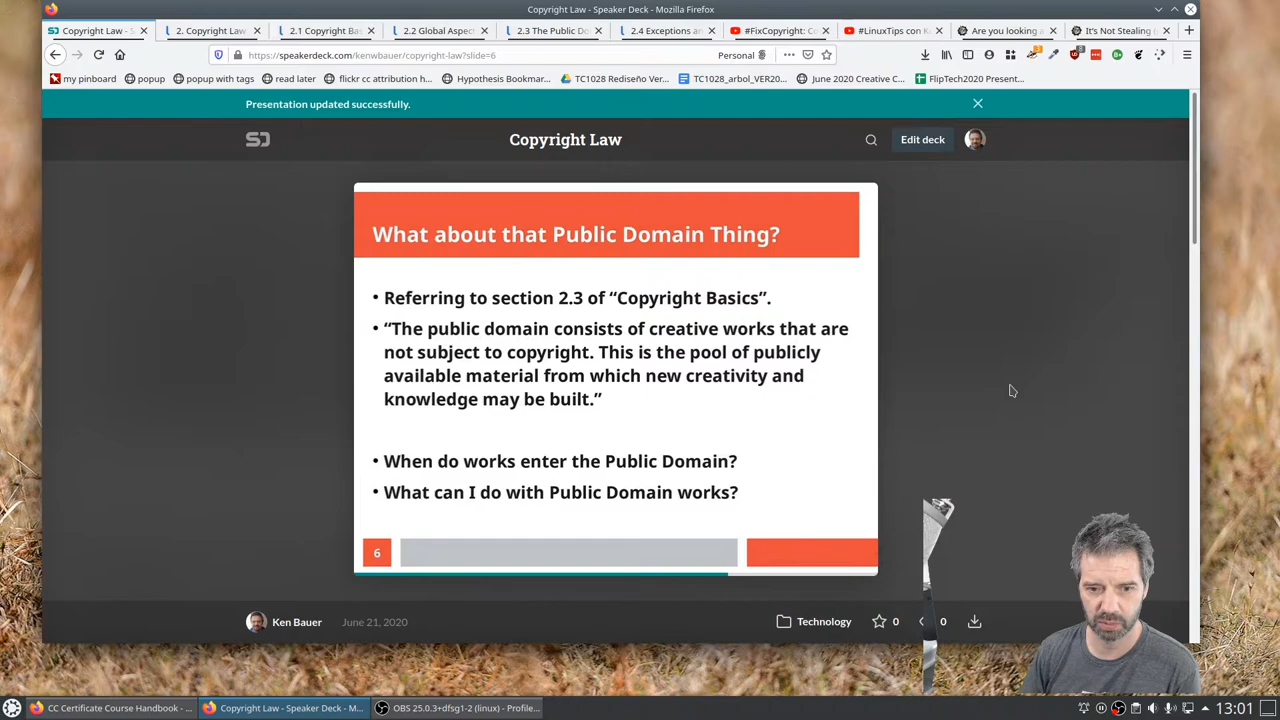 Copyright Law - Speaker Deck - Mozilla Firefox
Copyright Law - S
2. Copyright Law
2.1 Copyright Bas
2.2 Global Aspec
2.3 The Public Do
2.4 Exceptions an
#FixCopyright: Co
#LinuxTips con K
Are you looking a
It's Not Stealing (
https://speakerdeck.com/kenwbauer/copyright-law?slide=6
Personal
my pinboard
popup
popup with tags
read later
flickr cc attribution h...
Hypothesis Bookmar...
TC1028 Rediseño Ver...
TC1028_arbol_VER20...
June 2020 Creative C...
FlipTech2020 Present...
Presentation updated successfully.
Copyright Law
Edit deck
What about that Public Domain Thing?
• Referring to section 2.3 of “Copyright Basics”.
• “The public domain consists of creative works that are
not subject to copyright. This is the pool of publicly
available material from which new creativity and
knowledge may be built.”
• When do works enter the Public Domain?
• What can I do with Public Domain works?
6
Ken Bauer
June 21, 2020
Technology
0
0
CC Certificate Course Handbook - ...
Copyright Law - Speaker Deck - M...
OBS 25.0.3+dfsg1-2 (linux) - Profile...
13:01